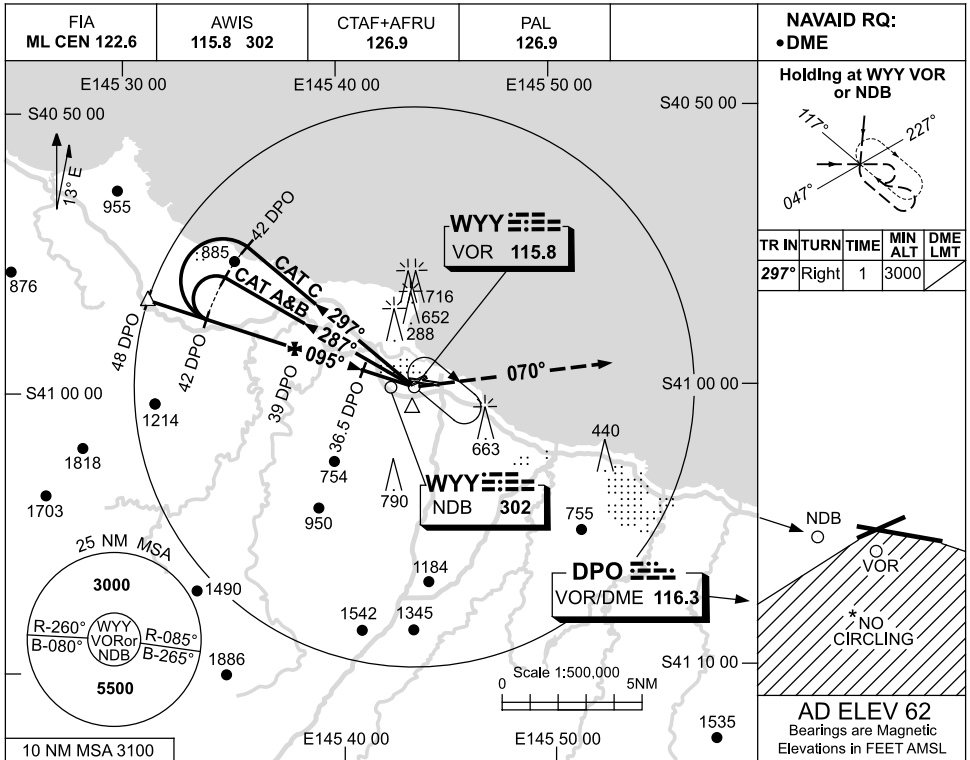 FIA
ML CEN 122.6
AWIS
115.8 302
CTAF+AFRU
126.9
PAL
126.9
NAVAID RQ:
•DME
Holding at WYY VOR
or NDB
117°
227°
047°
TR IN TURN TIME MIN ALT DME LMT
297° Right 1 3000
E145 30 00
E145 40 00
E145 50 00
S40 50 00
S40 50 00
13° E
955
42 DPO
885
CAT C
CAT A&B
297°
287°
095°
876
48 DPO
42 DPO
39 DPO
36.5 DPO
WYY
VOR 115.8
716
652
288
070°
S41 00 00
S41 00 00
1214
1818
1703
754
950
790
663
440
WYY
NDB 302
755
NDB
VOR
*NO
CIRCLING
25 NM MSA
3000
R-260°
B-080°
WYY
VORor
NDB
R-085°
B-265°
5500
1490
1184
1542
1345
1886
DPO
VOR/DME 116.3
S41 10 00
Scale 1:500,000
0 5NM
1535
10 NM MSA 3100
E145 40 00
E145 50 00
AD ELEV 62
Bearings are Magnetic
Elevations in FEET AMSL